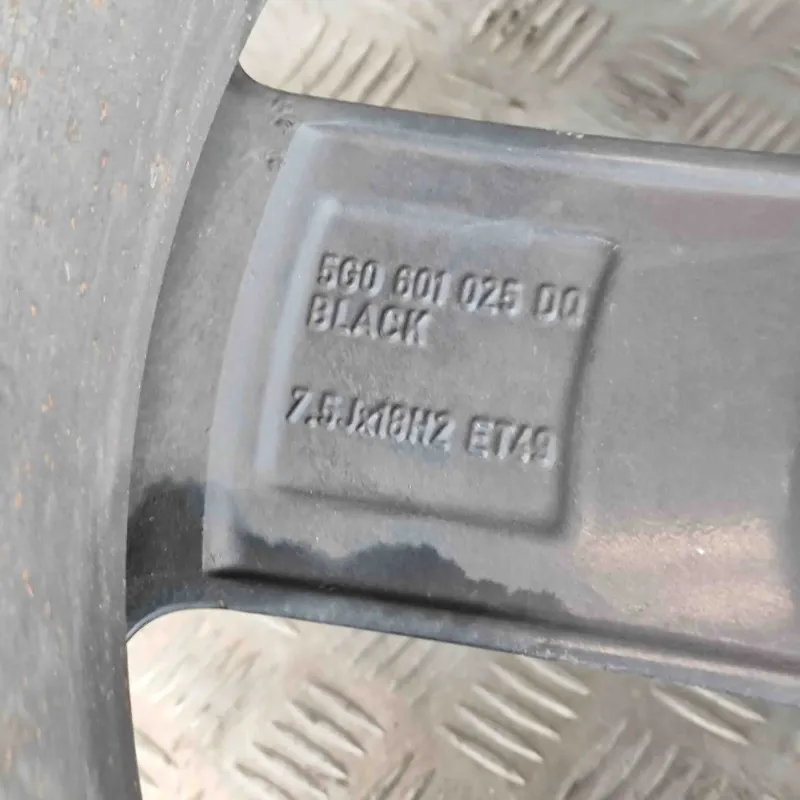 5G0 601 025 DQ
BLACK
7.5Jx18H2 ET49